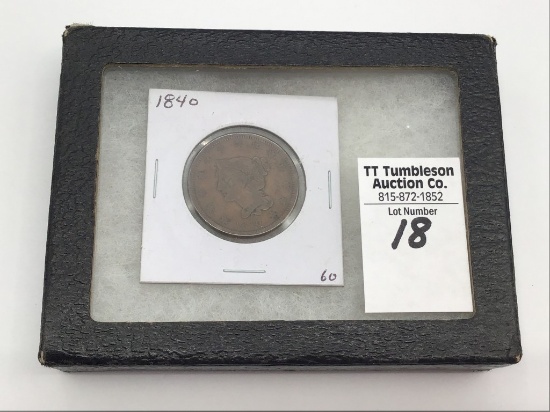 1840
60
TT Tumbleson
Auction Co.
815-872-1852
Lot Number
18